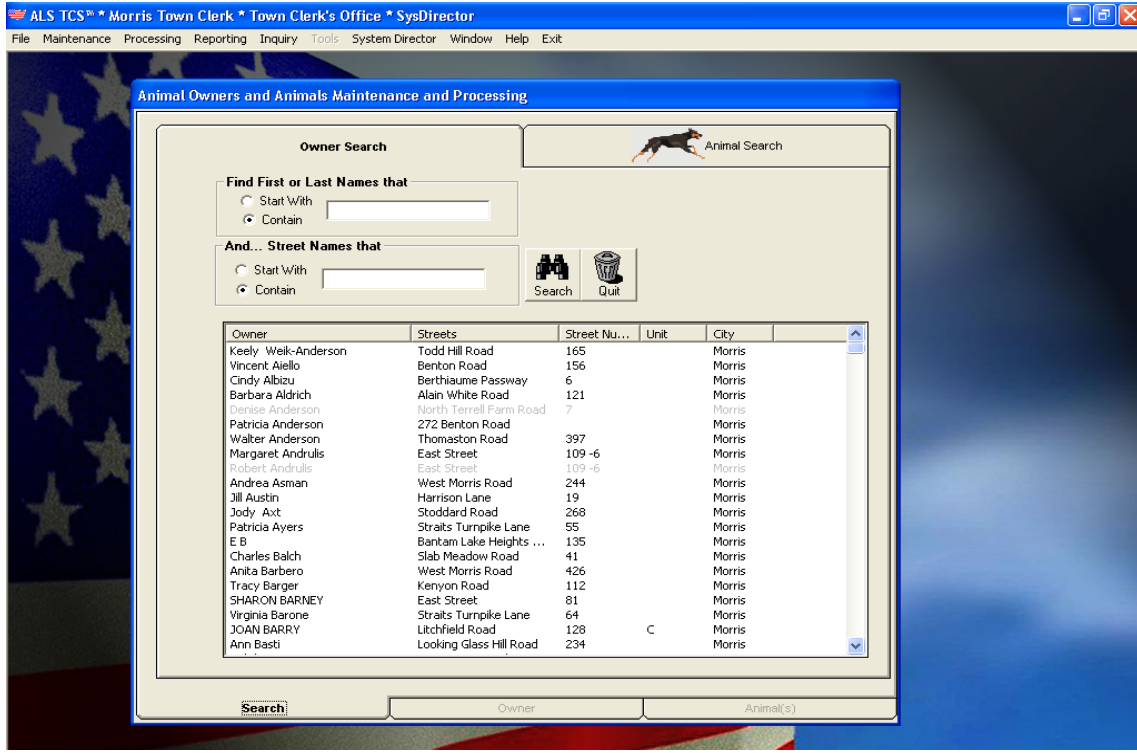 ALS TCS™ * Morris Town Clerk * Town Clerk's Office * SysDirector
File Maintenance Processing Reporting Inquiry Tools System Director Window Help Exit
Animal Owners and Animals Maintenance and Processing
Owner Search
Animal Search
Find First or Last Names that
Start With
Contain
And... Street Names that
Start With
Contain
Search
Quit
Owner Streets Street Nu... Unit City
Keely Weik-Anderson Todd Hill Road 165 Morris
Vincent Aiello Benton Road 156 Morris
Cindy Albizu Berthiaume Passway 6 Morris
Barbara Aldrich Alain White Road 121 Morris
Denise Anderson North Terrell Farm Road 7 Morris
Patricia Anderson 272 Benton Road Morris
Walter Anderson Thomaston Road 397 Morris
Margaret Andrulis East Street 109 -6 Morris
Robert Andrulis East Street 109 -6 Morris
Andrea Asman West Morris Road 244 Morris
Jill Austin Harrison Lane 19 Morris
Jody Axt Stoddard Road 268 Morris
Patricia Ayers Straits Turnpike Lane 55 Morris
E B Bantam Lake Heights ... 135 Morris
Charles Balch Slab Meadow Road 41 Morris
Anita Barbero West Morris Road 426 Morris
Tracy Barger Kenyon Road 112 Morris
SHARON BARNEY East Street 81 Morris
Virginia Barone Straits Turnpike Lane 64 Morris
JOAN BARRY Litchfield Road 128 C Morris
Ann Basti Looking Glass Hill Road 234 Morris
Search Owner Animal(s)